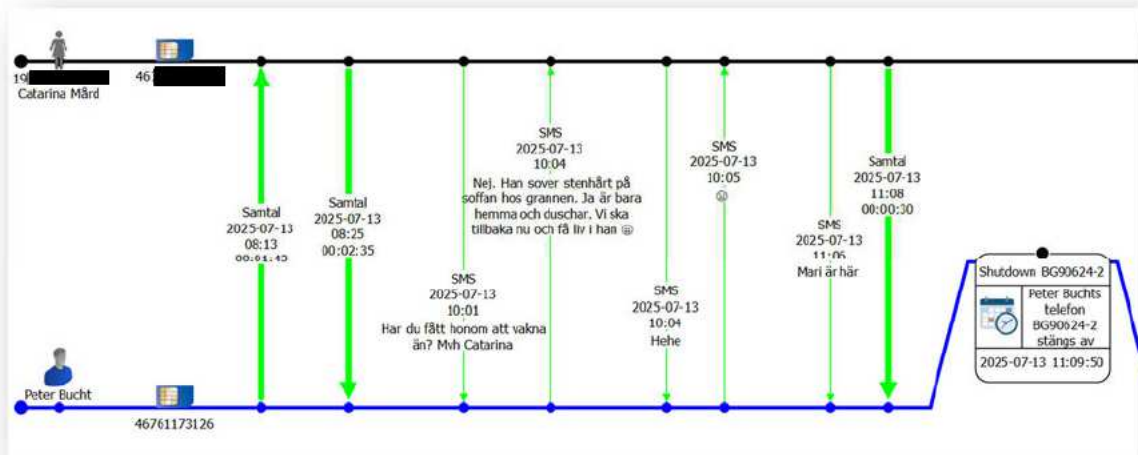 19
Catarina Mård
461
Samtal
2025-07-13
08:13
Samtal
2025-07-13
08:25
00:02:35
SMS
2025-07-13
10:01
Har du fått honom att vakna
än? Mvh Catarina
SMS
2025-07-13
10:04
Nej. Han sover stenhårt på
soffan hos grannen. Ja är bara
hemma och duschar. Vi ska
tillbaka nu och få liv i han
SMS
2025-07-13
10:04
Hehe
SMS
2025-07-13
10:05
SMS
2025-07-13
11:06
Mari är här
Samtal
2025-07-13
11:08
00:00:30
Shutdown BG90624-2
Peter Buchts
telefon
BG90624-2
stängs av
2025-07-13 11:09:50
Peter Bucht
46761173126